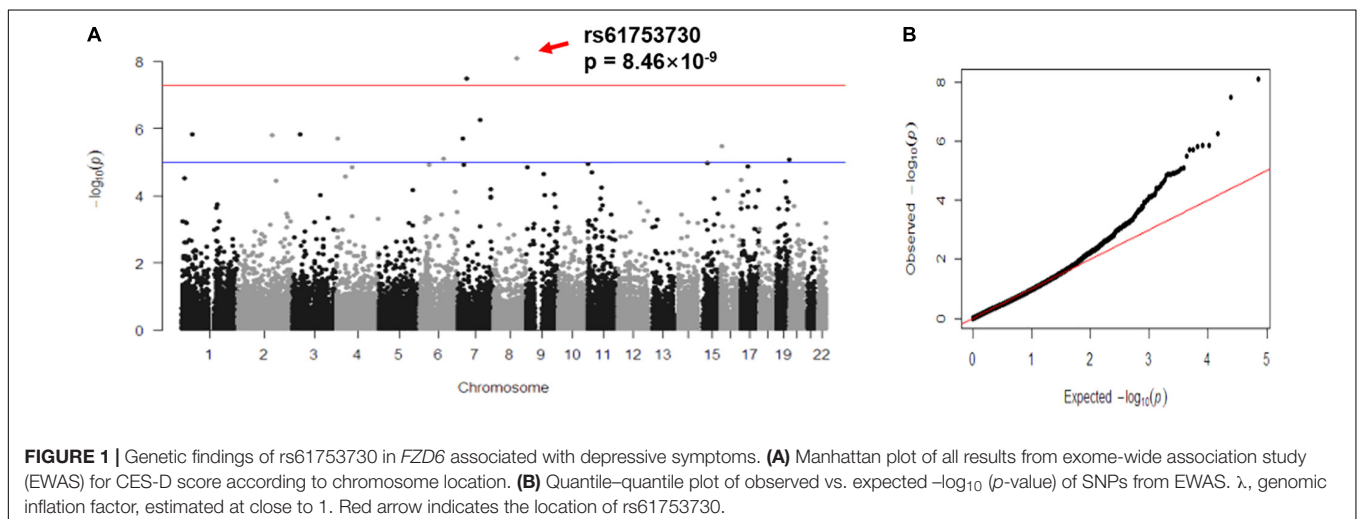 A
rs61753730
p = 8.46×10⁻⁹
8
6
4
2
0
−log₁₀(p)
1 2 3 4 5 6 7 8 9 10 11 12 13 15 17 19 22
Chromosome
B
8
6
4
2
0
Observed −log₁₀(p)
0 1 2 3 4 5
Expected −log₁₀(p)
FIGURE 1 | Genetic findings of rs61753730 in FZD6 associated with depressive symptoms. (A) Manhattan plot of all results from exome-wide association study
(EWAS) for CES-D score according to chromosome location. (B) Quantile–quantile plot of observed vs. expected –log₁₀ (p-value) of SNPs from EWAS. λ, genomic
inflation factor, estimated at close to 1. Red arrow indicates the location of rs61753730.